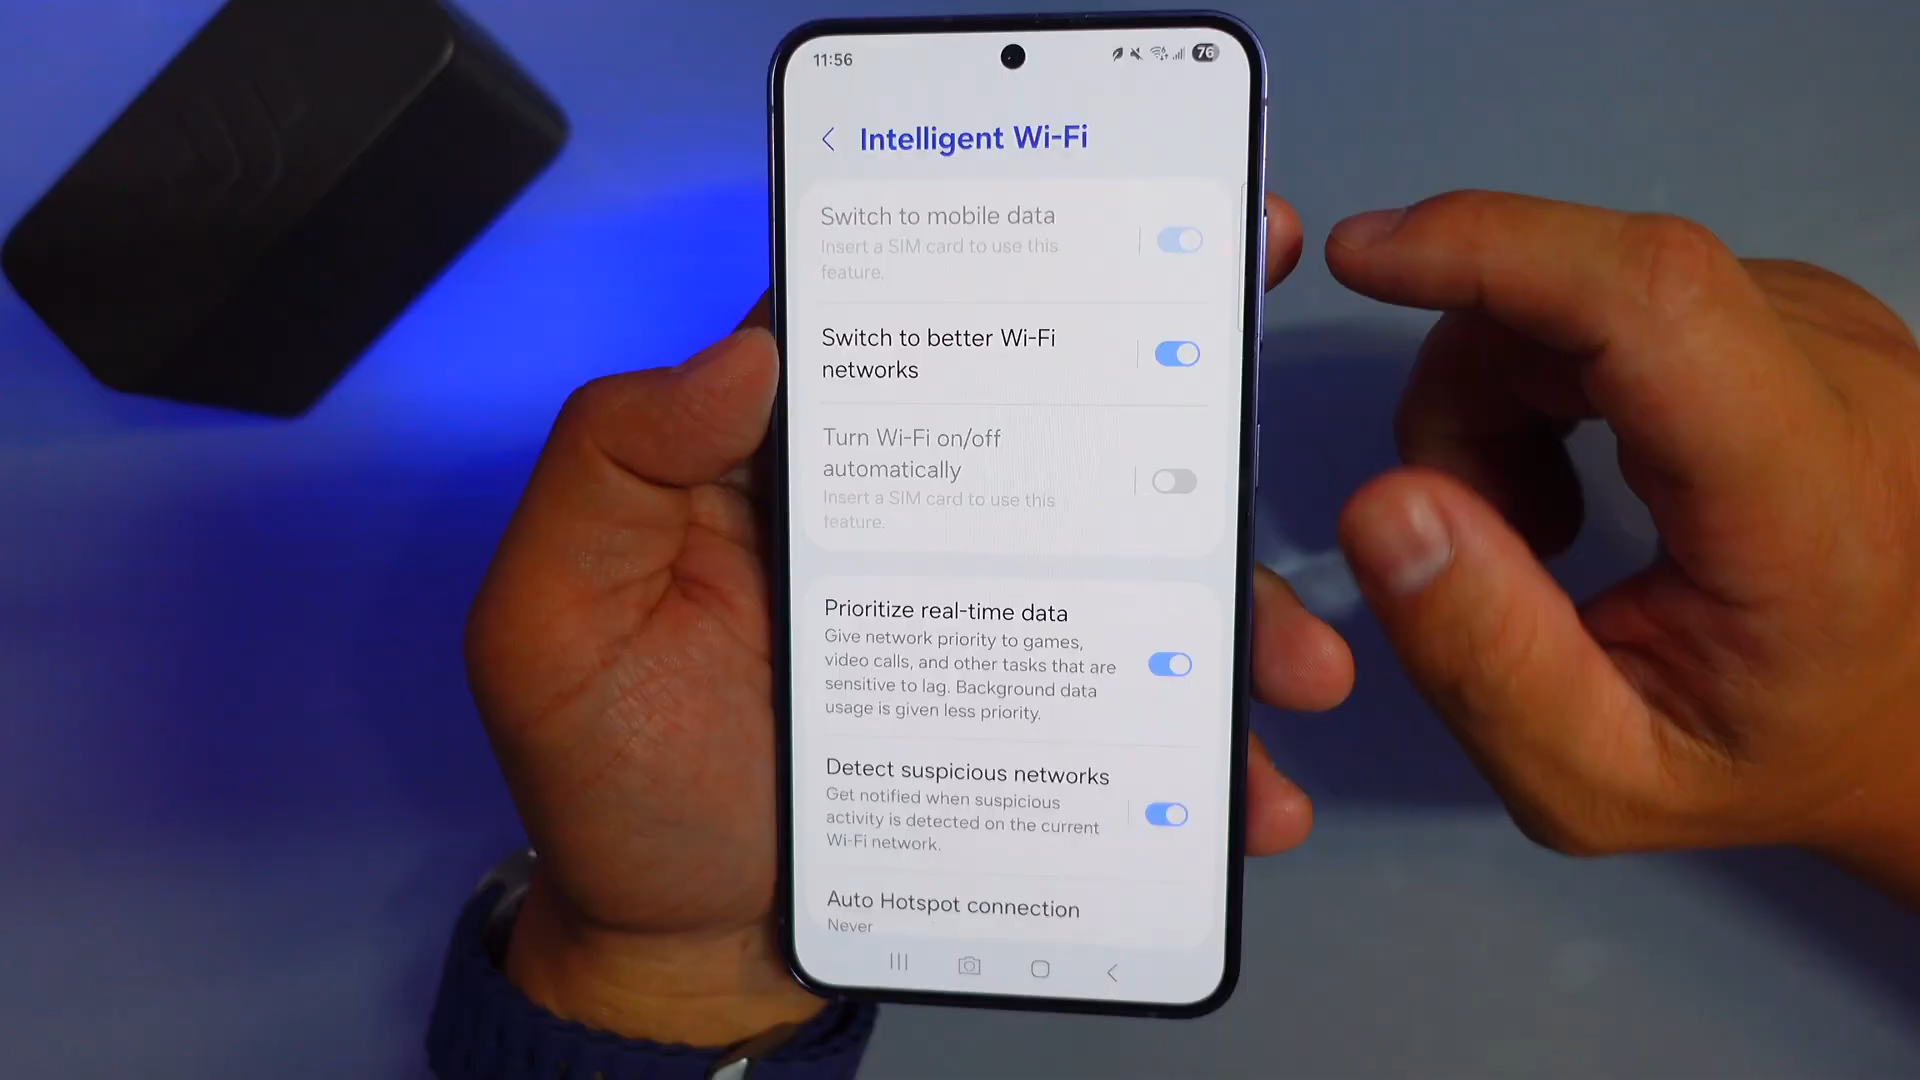 11:56
76
Intelligent Wi-Fi
Switch to mobile data
Insert a SIM card to use this
feature.
Switch to better Wi-Fi
networks
Turn Wi-Fi on/off
automatically
Insert a SIM card to use this
feature.
Prioritize real-time data
Give network priority to games,
video calls, and other tasks that are
sensitive to lag. Background data
usage is given less priority.
Detect suspicious networks
Get notified when suspicious
activity is detected on the current
Wi-Fi network.
Auto Hotspot connection
Never